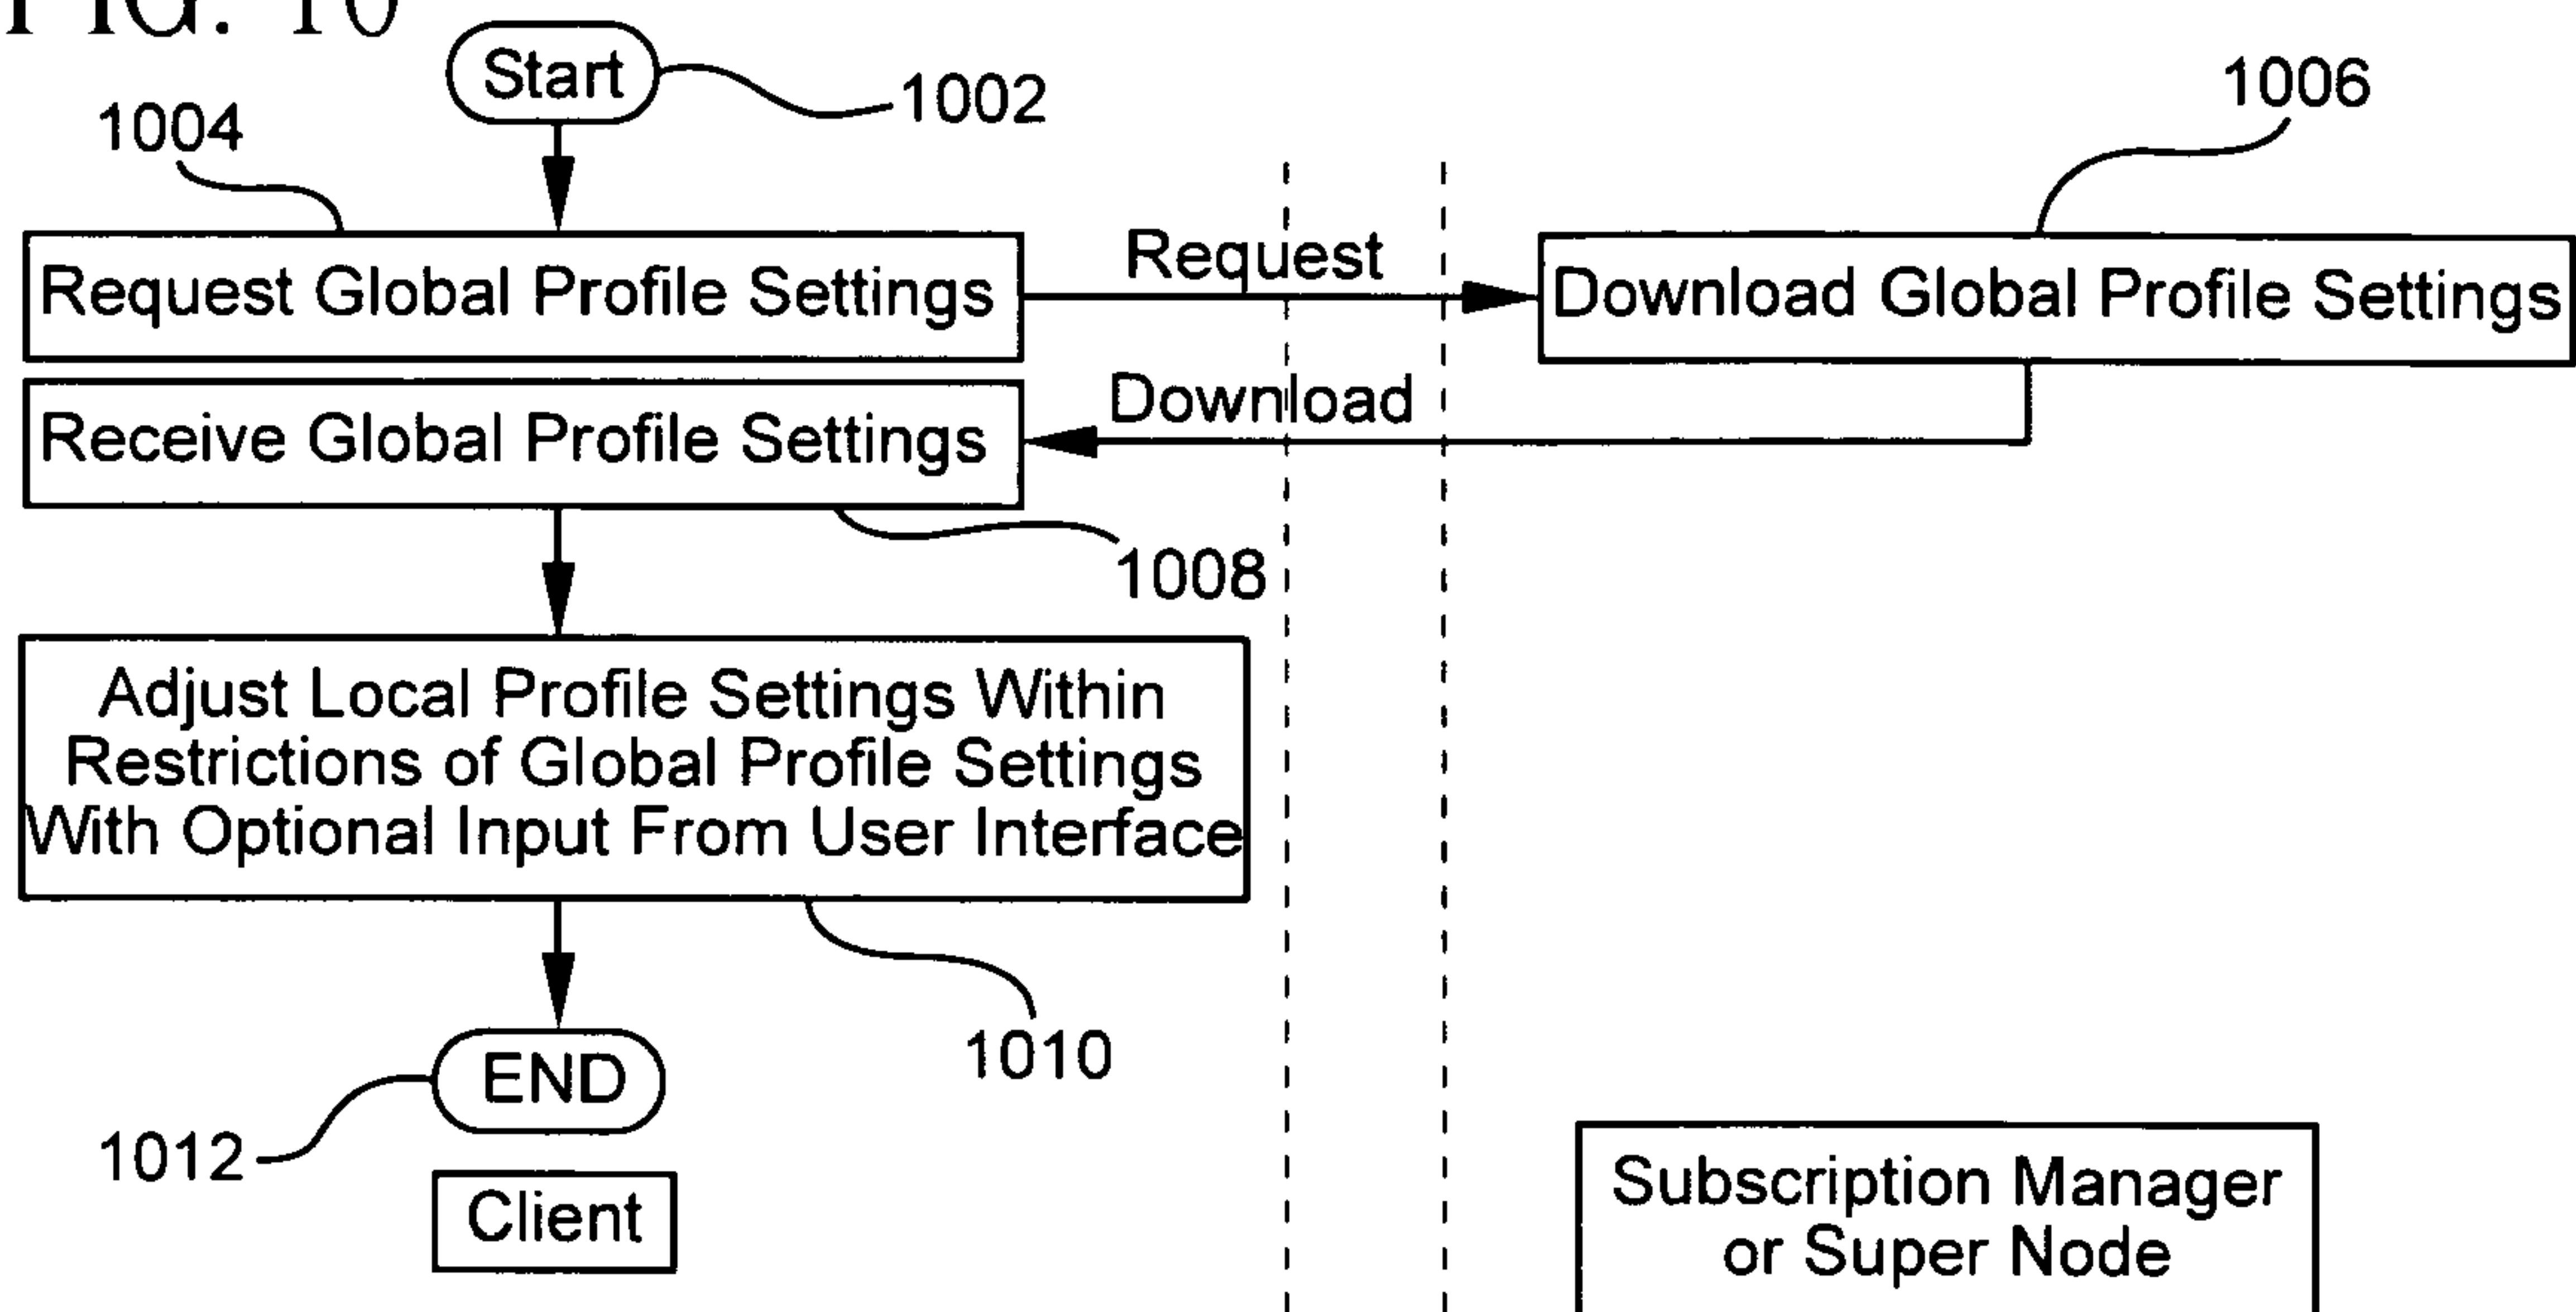 FIG. 10
Start
1002
1004
1006
Request Global Profile Settings
Request
Download Global Profile Settings
Receive Global Profile Settings
Download
1008
Adjust Local Profile Settings Within
Restrictions of Global Profile Settings
With Optional Input From User Interface
1010
END
1012
Client
Subscription Manager
or Super Node